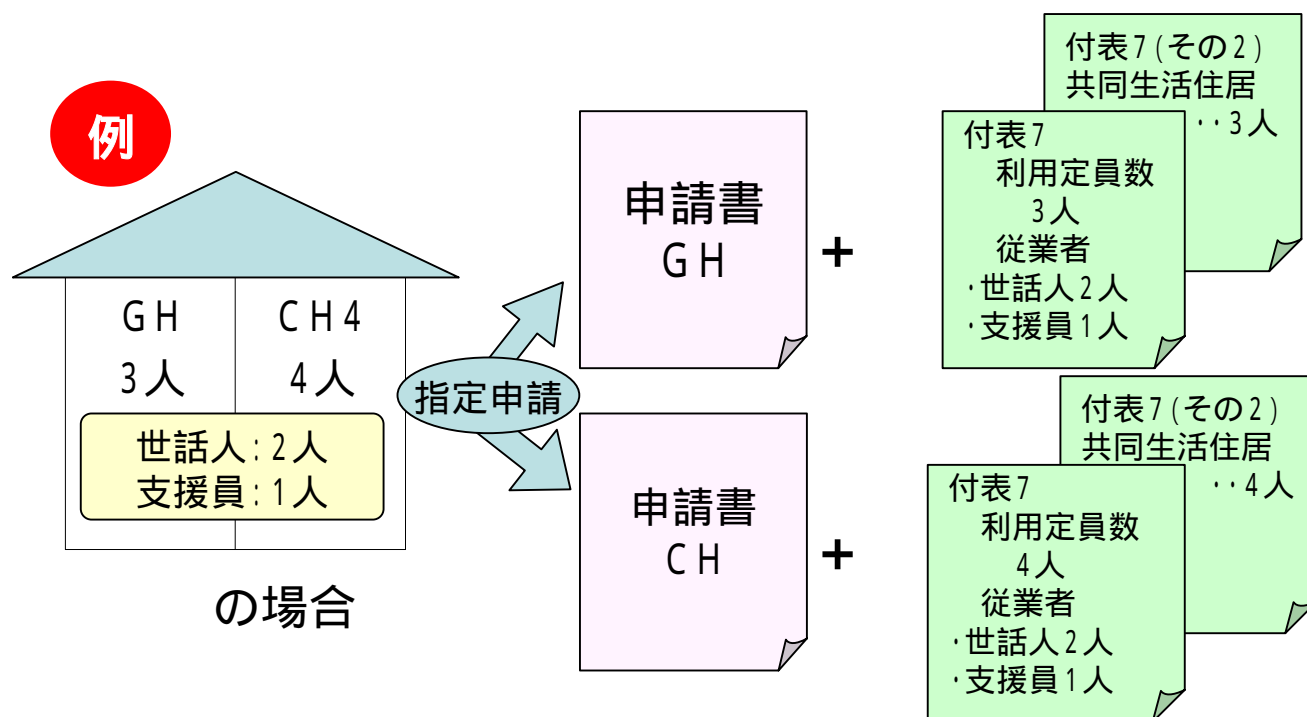 例
GH
3人
CH4
4人
世話人:2人
支援員:1人
の場合
指定申請
申請書
GH
+
付表7
利用定員数
3人
従業者
・世話人2人
・支援員1人
付表7(その2)
共同生活住居
・・3人
申請書
CH
+
付表7
利用定員数
4人
従業者
・世話人2人
・支援員1人
付表7(その2)
共同生活住居
・・4人